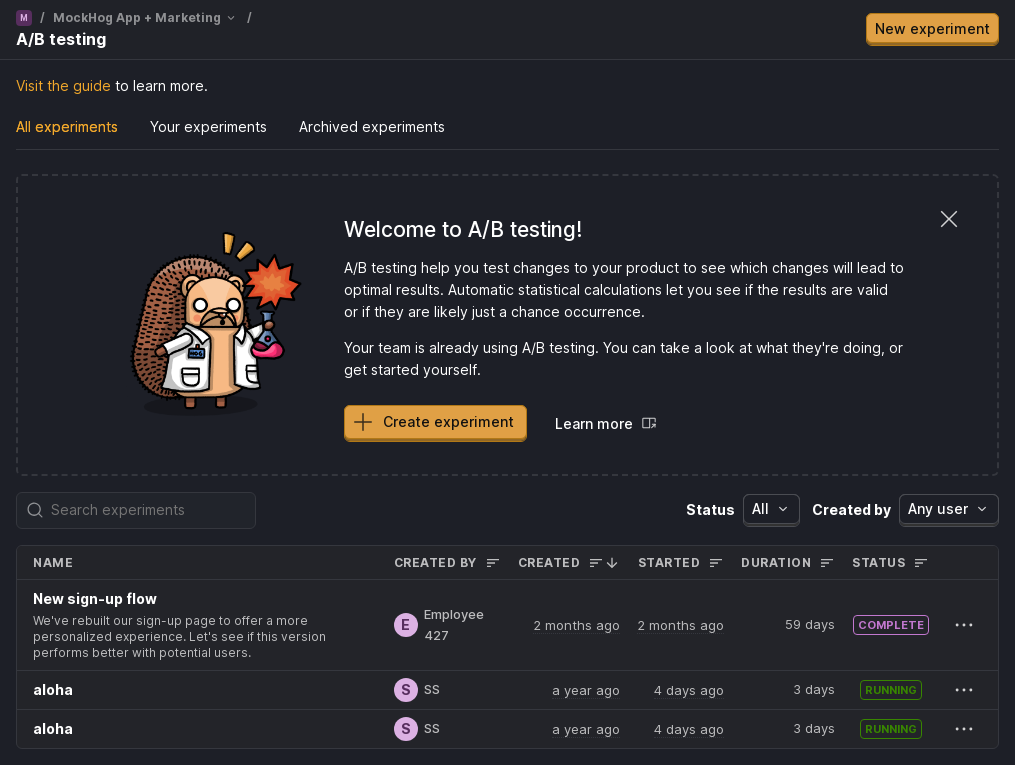 M / MockHog App + Marketing /
A/B testing
New experiment
Visit the guide to learn more.
All experiments Your experiments Archived experiments
Welcome to A/B testing!
A/B testing help you test changes to your product to see which changes will lead to
optimal results. Automatic statistical calculations let you see if the results are valid
or if they are likely just a chance occurrence.
Your team is already using A/B testing. You can take a look at what they're doing, or
get started yourself.
Create experiment Learn more
Search experiments Status All Created by Any user
NAME CREATED BY CREATED STARTED DURATION STATUS
New sign-up flow
We've rebuilt our sign-up page to offer a more
personalized experience. Let's see if this version
performs better with potential users.
E Employee
427
2 months ago 2 months ago 59 days COMPLETE
aloha S SS a year ago 4 days ago 3 days RUNNING
aloha S SS a year ago 4 days ago 3 days RUNNING